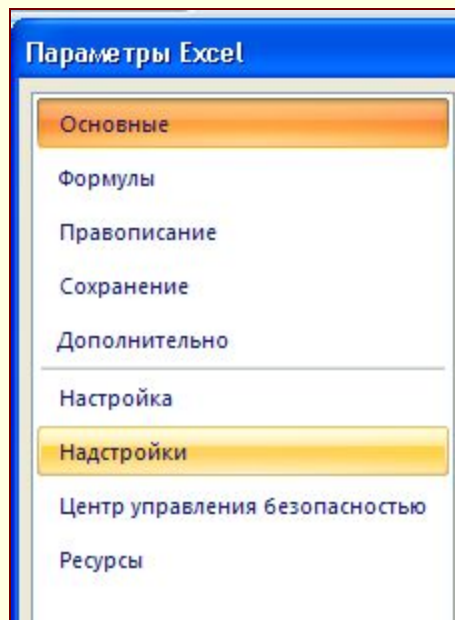 Параметры Excel
Основные
Формулы
Правописание
Сохранение
Дополнительно
Настройка
Надстройки
Центр управления безопасностью
Ресурсы